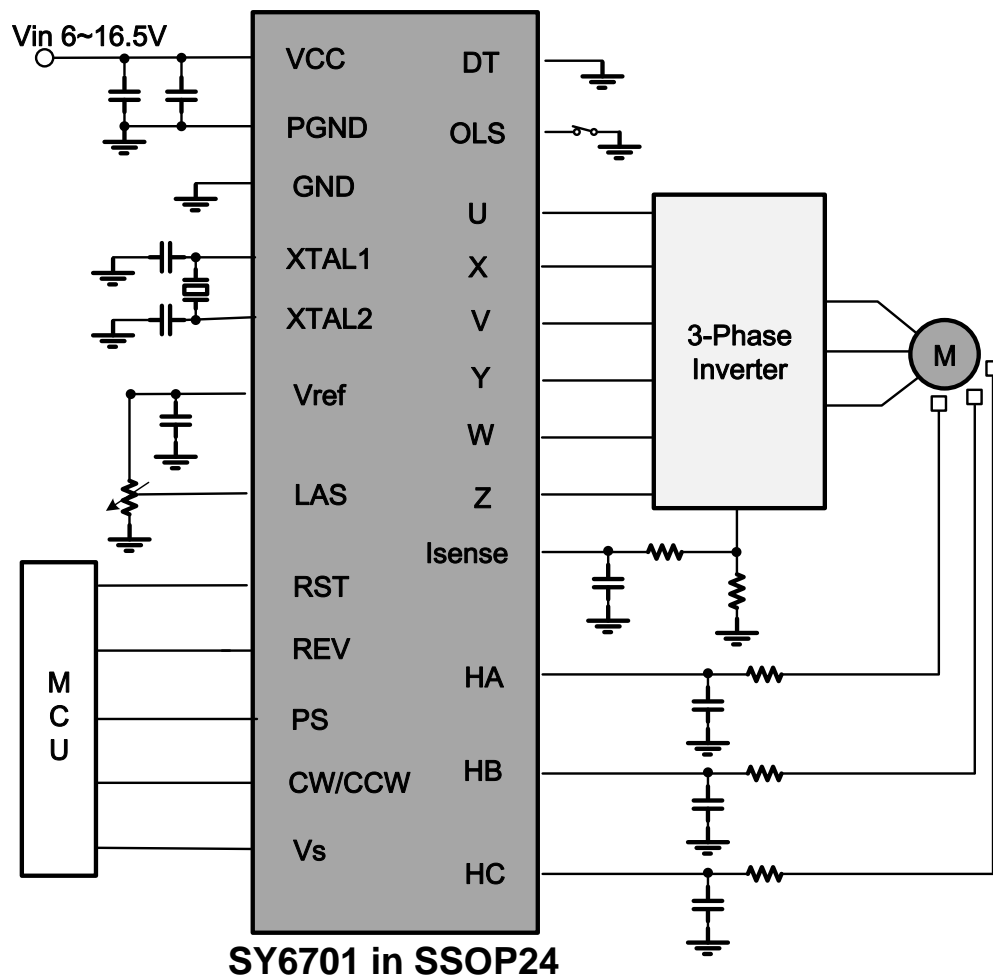 Vin 6~16.5V
VCC
PGND
GND
XTAL1
XTAL2
Vref
LAS
RST
REV
PS
CW/CCW
Vs
DT
OLS
U
X
V
Y
W
Z
Isense
HA
HB
HC
3-Phase
Inverter
M
M
C
U
SY6701 in SSOP24